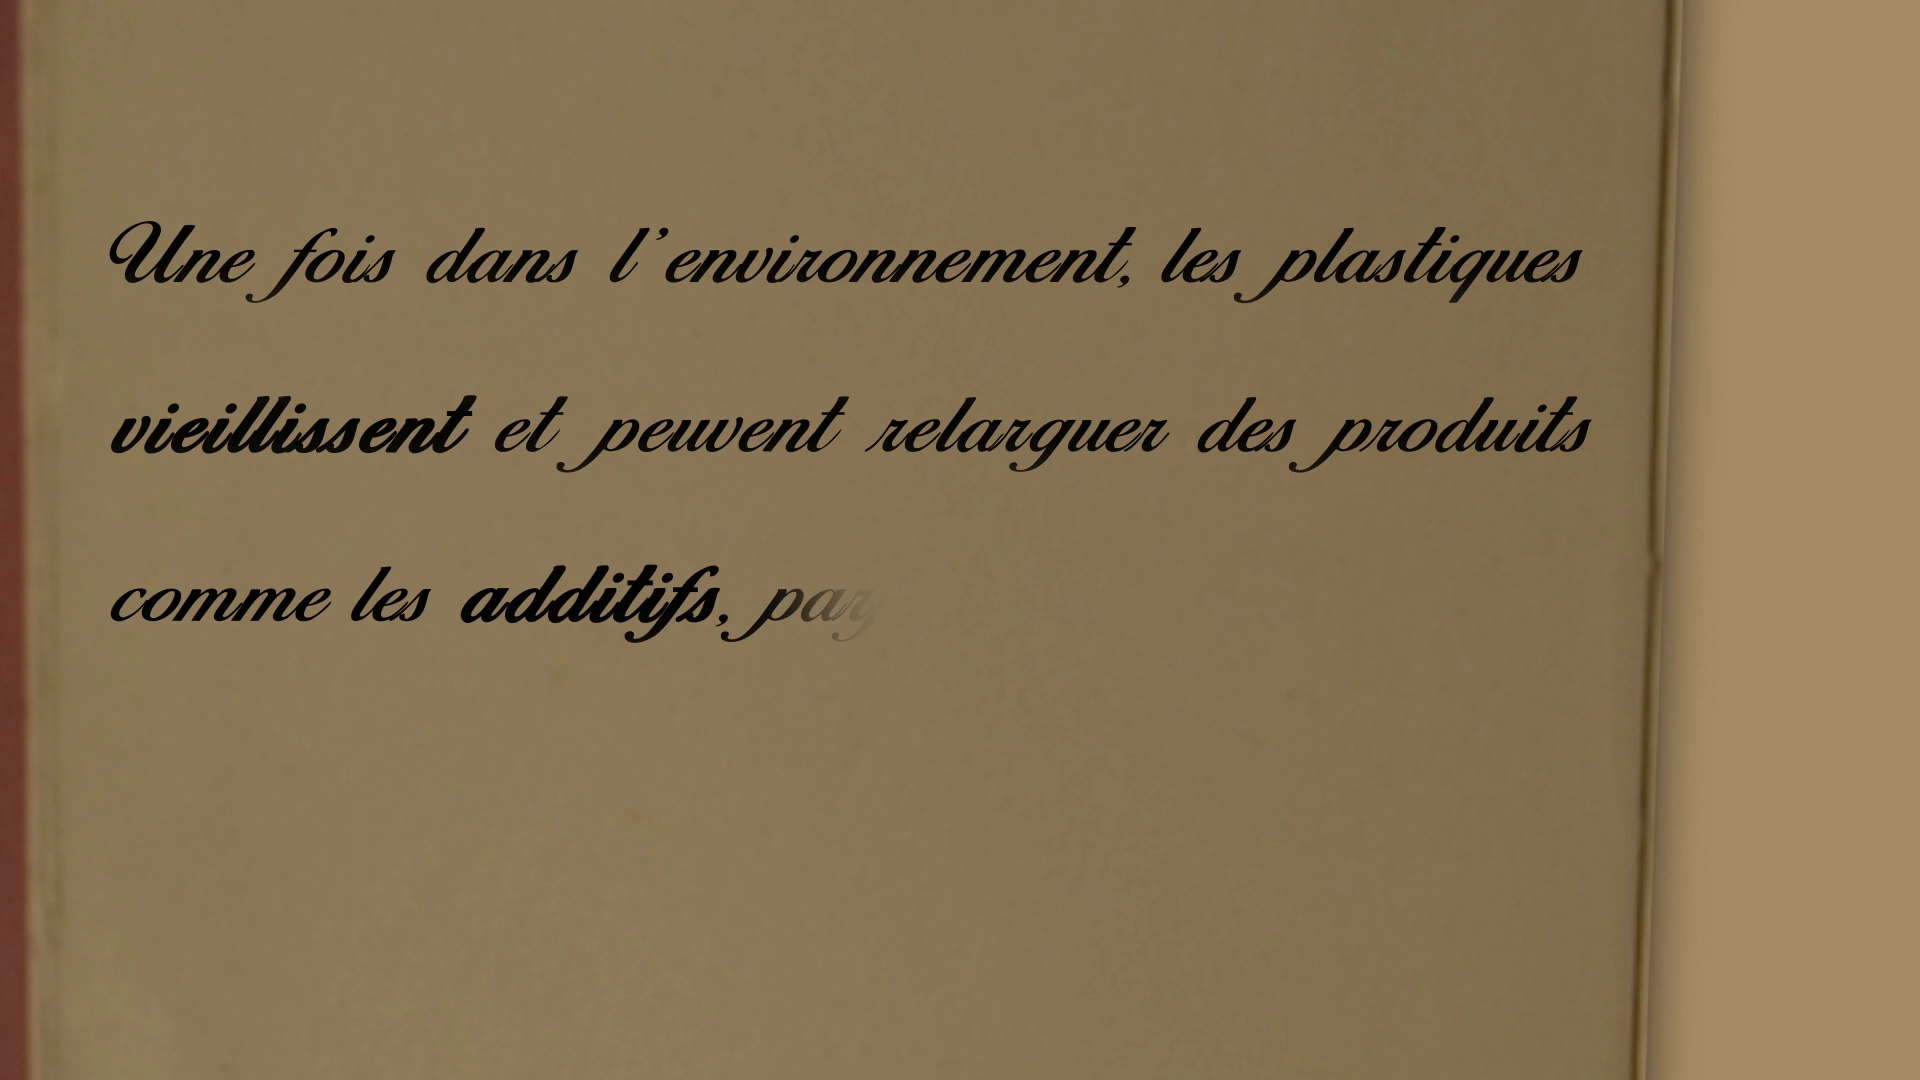 Une fois dans l’environnement, les plastiques
vieillissent et peuvent relarguer des produits
comme les additifs,